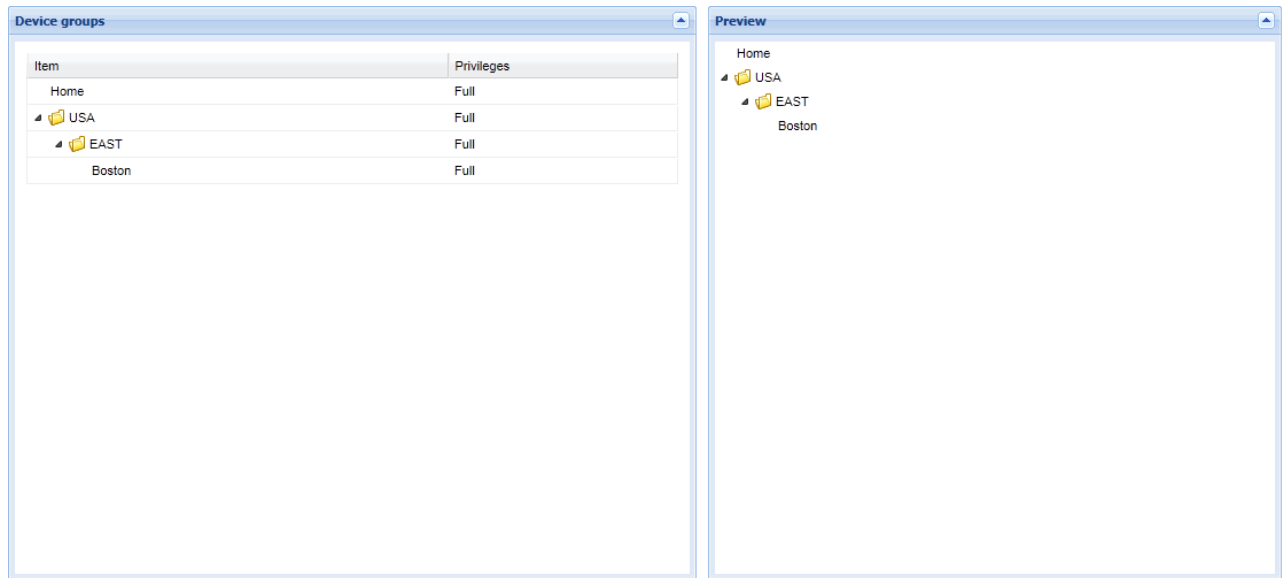 Device groups
Item Privileges
Home Full
USA Full
EAST Full
Boston Full
Preview
Home
USA
EAST
Boston